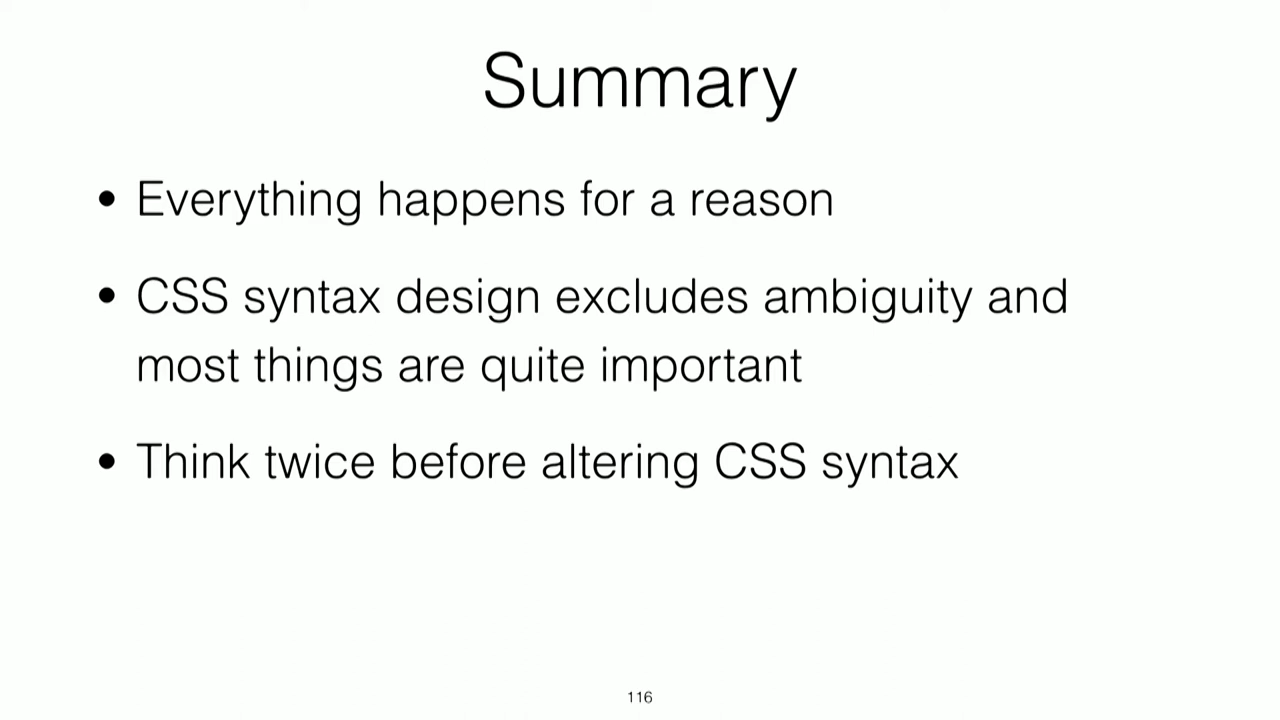 Summary
• Everything happens for a reason
• CSS syntax design excludes ambiguity and
most things are quite important
• Think twice before altering CSS syntax
116